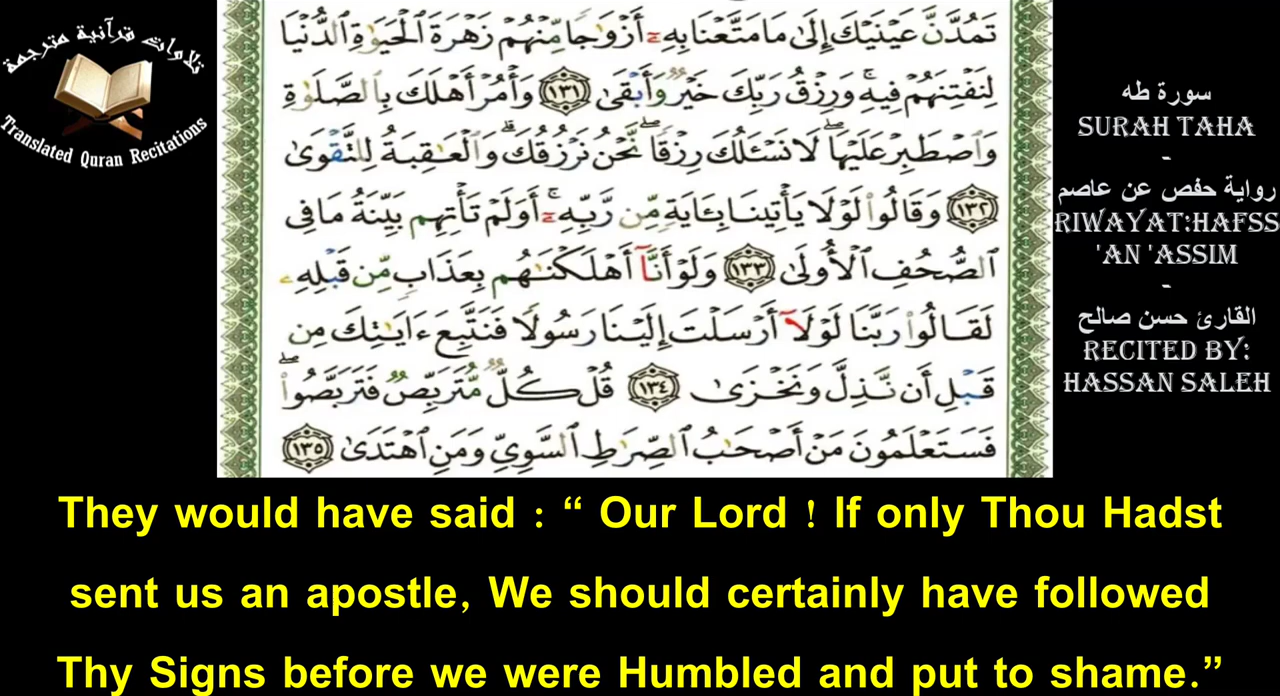 تلاوات قرآنية مترجمة
Translated Quran Recitations
تَمُدَّنَّ عَيْنَيْكَ إِلَىٰ مَا مَتَّعْنَا بِهِۦٓ أَزْوَٰجًا مِّنْهُمْ زَهْرَةَ ٱلْحَيَوٰةِ ٱلدُّنْيَا
لِنَفْتِنَهُمْ فِيهِ ۚ وَرِزْقُ رَبِّكَ خَيْرٌ وَأَبْقَىٰ ١٣١ وَأْمُرْ أَهْلَكَ بِٱلصَّلَوٰةِ
وَٱصْطَبِرْ عَلَيْهَا ۖ لَا نَسْـَٔلُكَ رِزْقًا ۖ نَّحْنُ نَرْزُقُكَ ۗ وَٱلْعَـٰقِبَةُ لِلتَّقْوَىٰ
١٣٢ وَقَالُوا۟ لَوْلَا يَأْتِينَا بِـَٔايَةٍ مِّن رَّبِّهِۦٓ ۚ أَوَلَمْ تَأْتِهِم بَيِّنَةُ مَا فِى
ٱلصُّحُفِ ٱلْأُولَىٰ ١٣٣ وَلَوْ أَنَّآ أَهْلَكْنَـٰهُم بِعَذَابٍ مِّن قَبْلِهِۦ
لَقَالُوا۟ رَبَّنَا لَوْلَآ أَرْسَلْتَ إِلَيْنَا رَسُولًا فَنَتَّبِعَ ءَايَـٰتِكَ مِن
قَبْلِ أَن نَّذِلَّ وَنَخْزَىٰ ١٣٤ قُلْ كُلٌّ مُّتَرَبِّصٌ فَتَرَبَّصُوا۟ ۖ
فَسَتَعْلَمُونَ مَنْ أَصْحَـٰبُ ٱلصِّرَٰطِ ٱلسَّوِىِّ وَمَنِ ٱهْتَدَىٰ ١٣٥
سورة طه
SURAH TAHA
-
رواية حفص عن عاصم
RIWAYAT:HAFSS
'AN 'ASSIM
-
القارئ حسن صالح
RECITED BY:
HASSAN SALEH
They would have said : “ Our Lord ! If only Thou Hadst
sent us an apostle, We should certainly have followed
Thy Signs before we were Humbled and put to shame.”